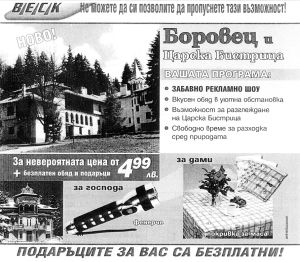 В/Е/С/К Не можете да си позволите да пропуснете тази възможност!
НОВО!
Боровец и
Царска Бистрица
ВАШАТА ПРОГРАМА:
• ЗАБАВНО РЕКЛАМНО ШОУ
• Вкусен обяд в уютна обстановка
• Възможност за разглеждане
на Царска Бистрица
• Свободно време за разходка
сред природата
За невероятната цена от 4,99
+ безплатен обяд и подаръци лв.
за господа
за дами
фенерче
покривка за маса
ПОДАРЪЦИТЕ ЗА ВАС СА БЕЗПЛАТНИ!